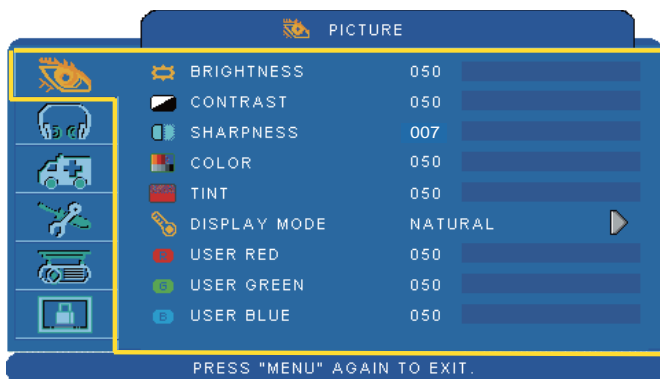 PICTURE
BRIGHTNESS 050
CONTRAST 050
SHARPNESS 007
COLOR 050
TINT 050
DISPLAY MODE NATURAL
R USER RED 050
G USER GREEN 050
B USER BLUE 050
PRESS "MENU" AGAIN TO EXIT.